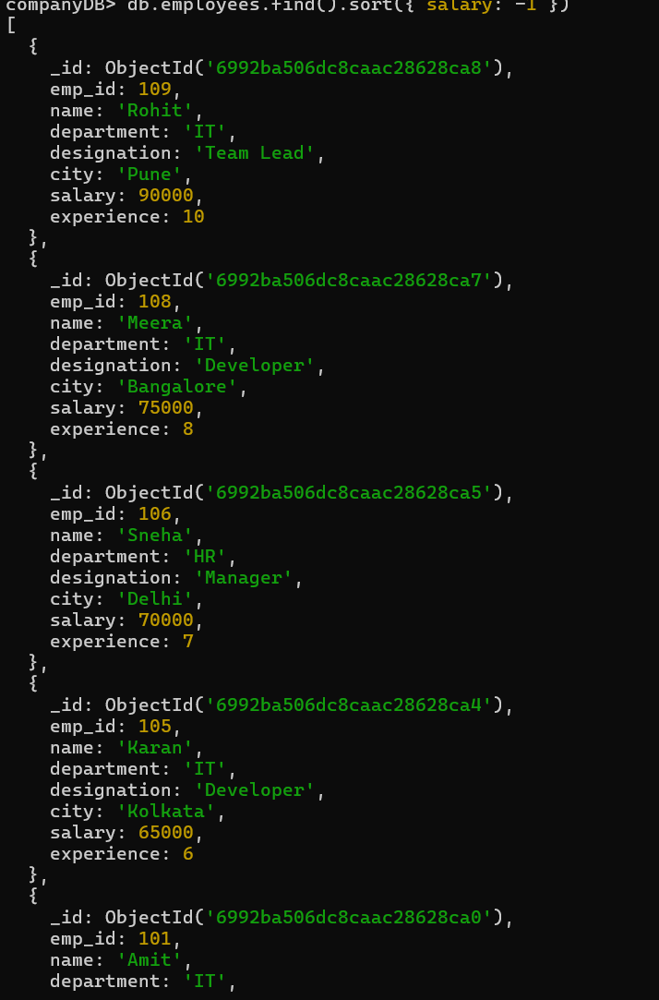 companyDB> db.employees.find().sort({ salary: -1 })
[
  {
    _id: ObjectId('6992ba506dc8caac28628ca8'),
    emp_id: 109,
    name: 'Rohit',
    department: 'IT',
    designation: 'Team Lead',
    city: 'Pune',
    salary: 90000,
    experience: 10
  },
  {
    _id: ObjectId('6992ba506dc8caac28628ca7'),
    emp_id: 108,
    name: 'Meera',
    department: 'IT',
    designation: 'Developer',
    city: 'Bangalore',
    salary: 75000,
    experience: 8
  },
  {
    _id: ObjectId('6992ba506dc8caac28628ca5'),
    emp_id: 106,
    name: 'Sneha',
    department: 'HR',
    designation: 'Manager',
    city: 'Delhi',
    salary: 70000,
    experience: 7
  },
  {
    _id: ObjectId('6992ba506dc8caac28628ca4'),
    emp_id: 105,
    name: 'Karan',
    department: 'IT',
    designation: 'Developer',
    city: 'Kolkata',
    salary: 65000,
    experience: 6
  },
  {
    _id: ObjectId('6992ba506dc8caac28628ca0'),
    emp_id: 101,
    name: 'Amit',
    department: 'IT',